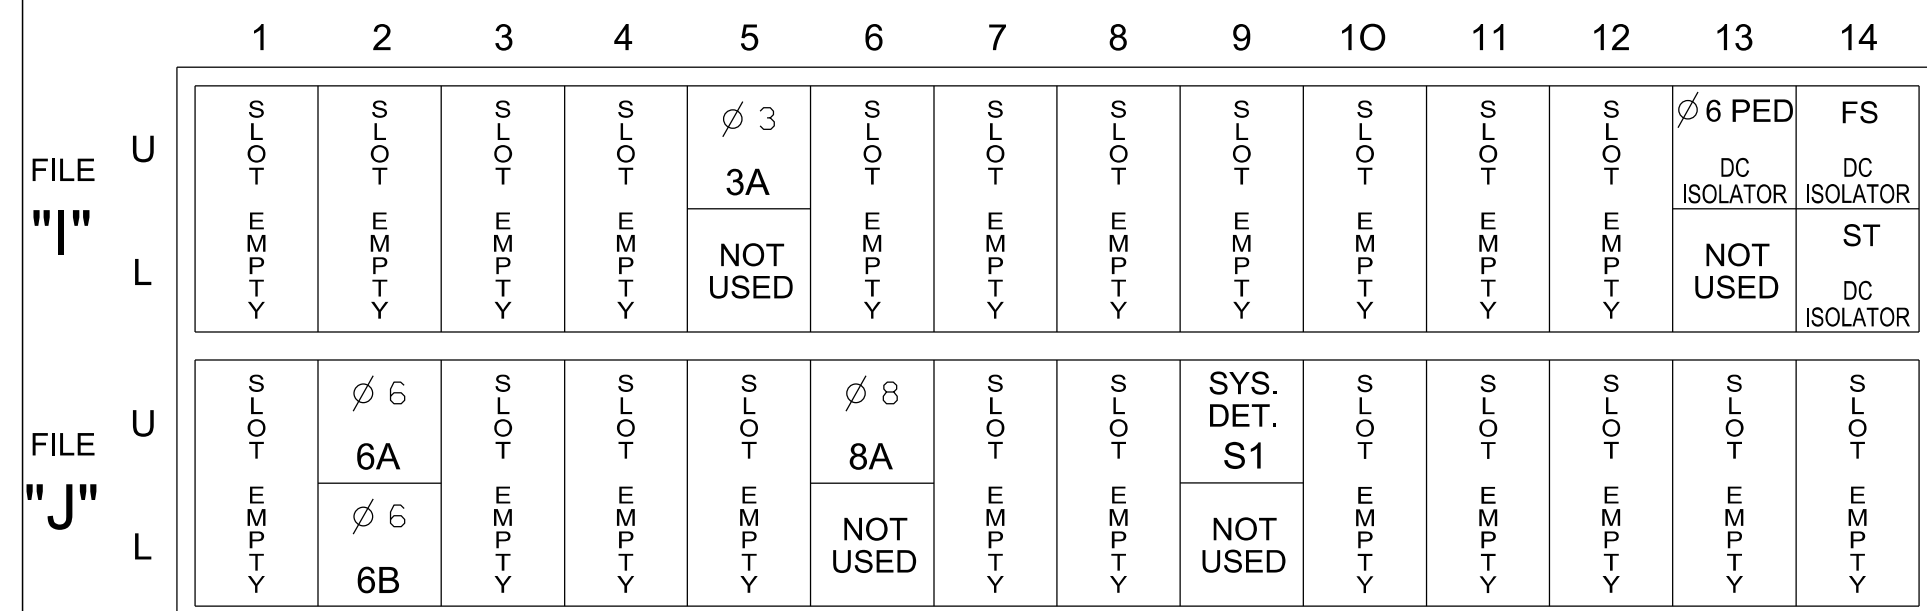 1 2 3 4 5 6 7 8 9 10 11 12 13 14
FILE "I"
U
L
SLOT EMPTY
SLOT EMPTY
SLOT EMPTY
SLOT EMPTY
Ø 3
3A
NOT
USED
SLOT EMPTY
SLOT EMPTY
SLOT EMPTY
SLOT EMPTY
SLOT EMPTY
SLOT EMPTY
SLOT EMPTY
Ø 6 PED
DC
ISOLATOR
NOT
USED
FS
DC
ISOLATOR
ST
DC
ISOLATOR
FILE "J"
U
L
SLOT EMPTY
Ø 6
6A
Ø 6
6B
SLOT EMPTY
SLOT EMPTY
SLOT EMPTY
Ø 8
8A
NOT
USED
SLOT EMPTY
SLOT EMPTY
SYS.
DET.
S1
NOT
USED
SLOT EMPTY
SLOT EMPTY
SLOT EMPTY
SLOT EMPTY
SLOT EMPTY